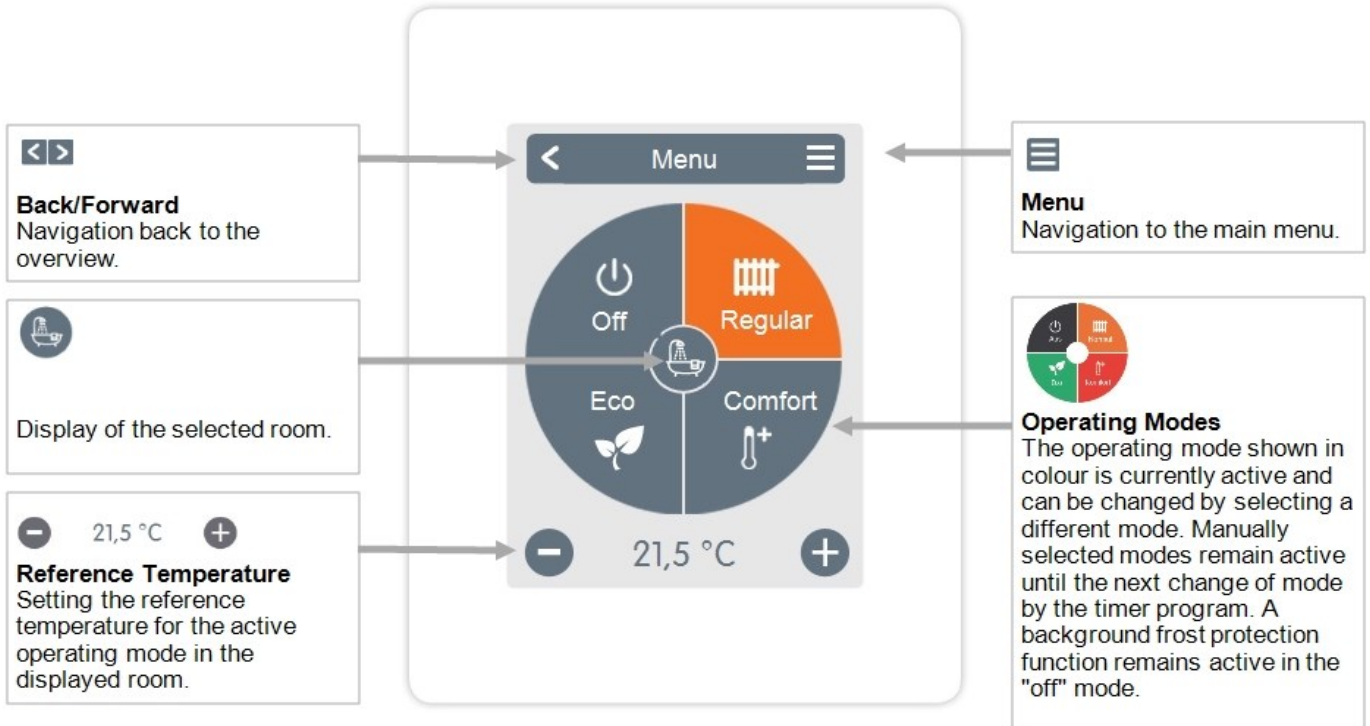 Back/Forward
Navigation back to the
overview.
Display of the selected room.
21,5 °C
Reference Temperature
Setting the reference
temperature for the active
operating mode in the
displayed room.
Menu
Off
Regular
Eco
Comfort
21,5 °C
Menu
Navigation to the main menu.
Aus
Normal
Eco
Komfort
Operating Modes
The operating mode shown in
colour is currently active and
can be changed by selecting a
different mode. Manually
selected modes remain active
until the next change of mode
by the timer program. A
background frost protection
function remains active in the
"off" mode.